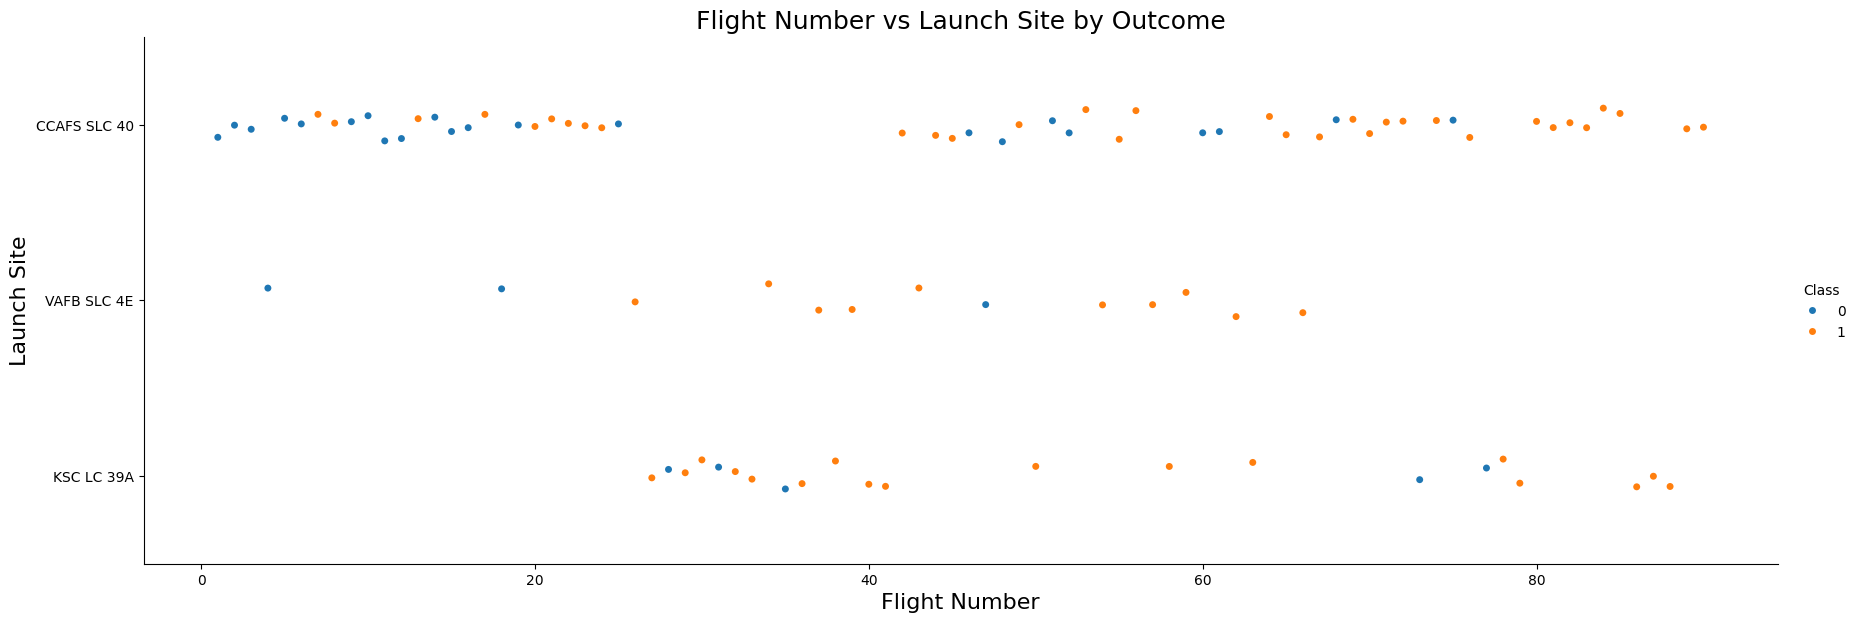 Flight Number vs Launch Site by Outcome
Launch Site
CCAFS SLC 40
VAFB SLC 4E
KSC LC 39A
0 20 40 60 80
Flight Number
Class
0
1